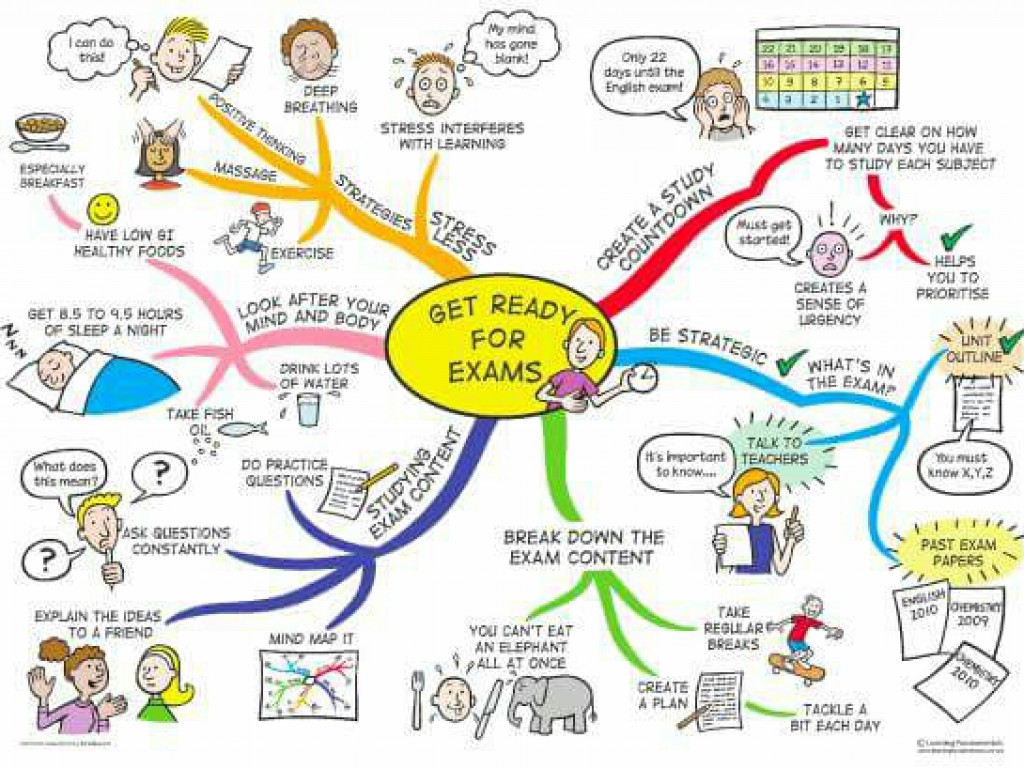 GET READY
FOR
EXAMS
CREATE A STUDY
COUNTDOWN
Only 22
days until the
English exam!
22 21 20 19 18 17
16 15 14 13 12 11
10 9 8 7 6 5
4 3 2 1
GET CLEAR ON HOW
MANY DAYS YOU HAVE
TO STUDY EACH SUBJECT
WHY?
Must get
started!
CREATES A
SENSE OF
URGENCY
HELPS
YOU TO
PRIORITISE
BE STRATEGIC
WHAT'S IN
THE EXAM?
UNIT
OUTLINE
You must
know X,Y,Z
TALK TO
TEACHERS
It's important
to know....
PAST EXAM
PAPERS
ENGLISH
2010
CHEMISTRY
2009
CHEMISTRY
2010
BREAK DOWN THE
EXAM CONTENT
TAKE
REGULAR
BREAKS
CREATE
A PLAN
TACKLE A
BIT EACH DAY
YOU CAN'T EAT
AN ELEPHANT
ALL AT ONCE
STUDYING
EXAM CONTENT
DO PRACTICE
QUESTIONS
What does
this mean?
?
?
ASK QUESTIONS
CONSTANTLY
EXPLAIN THE IDEAS
TO A FRIEND
MIND MAP IT
LOOK AFTER YOUR
MIND AND BODY
ESPECIALLY
BREAKFAST
HAVE LOW GI
HEALTHY FOODS
GET 8.5 TO 9.5 HOURS
OF SLEEP A NIGHT
ZZZ
TAKE FISH
OIL
DRINK LOTS
OF WATER
STRESS
LESS
STRATEGIES
I can do
this!
POSITIVE THINKING
MASSAGE
DEEP
BREATHING
EXERCISE
My mind
has gone
blank!
STRESS INTERFERES
WITH LEARNING
© Learning Fundamentals